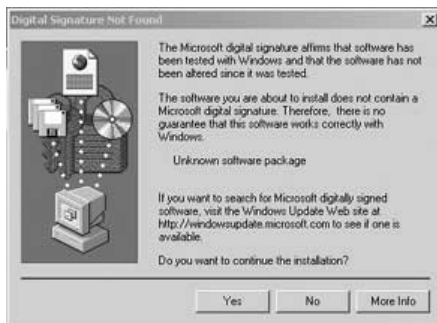 Digital Signature Not Found
The Microsoft digital signature affirms that software has
been tested with Windows and that the software has not
been altered since it was tested.
The software you are about to install does not contain a
Microsoft digital signature. Therefore, there is no
guarantee that this software works correctly with
Windows.
Unknown software package
If you want to search for Microsoft digitally signed
software, visit the Windows Update Web site at
http://windowsupdate.microsoft.com to see if one is
available.
Do you want to continue the installation?
Yes No More Info